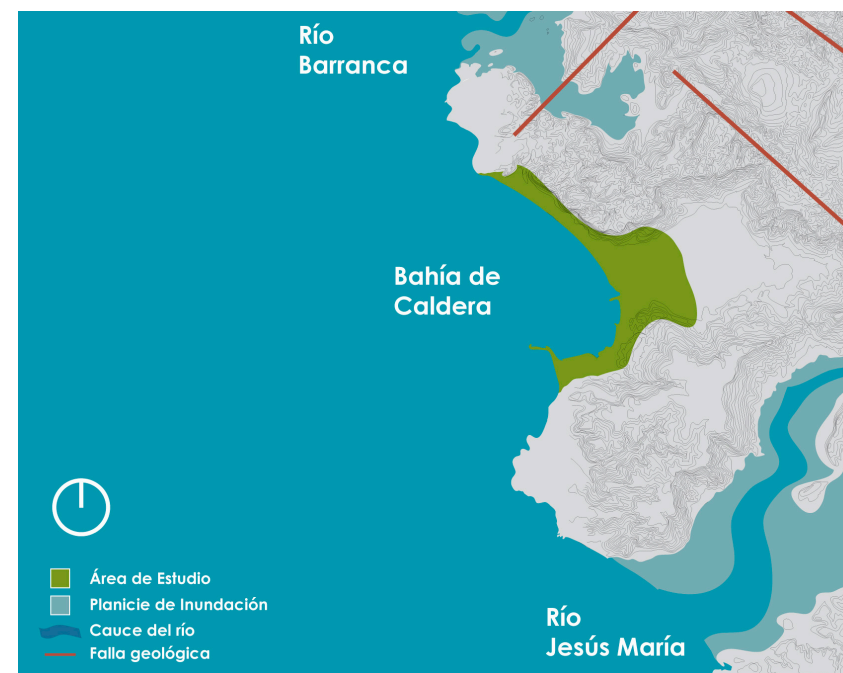 Río
Barranca
Bahía de
Caldera
Área de Estudio
Planicie de Inundación
Cauce del río
Falla geológica
Río
Jesús María